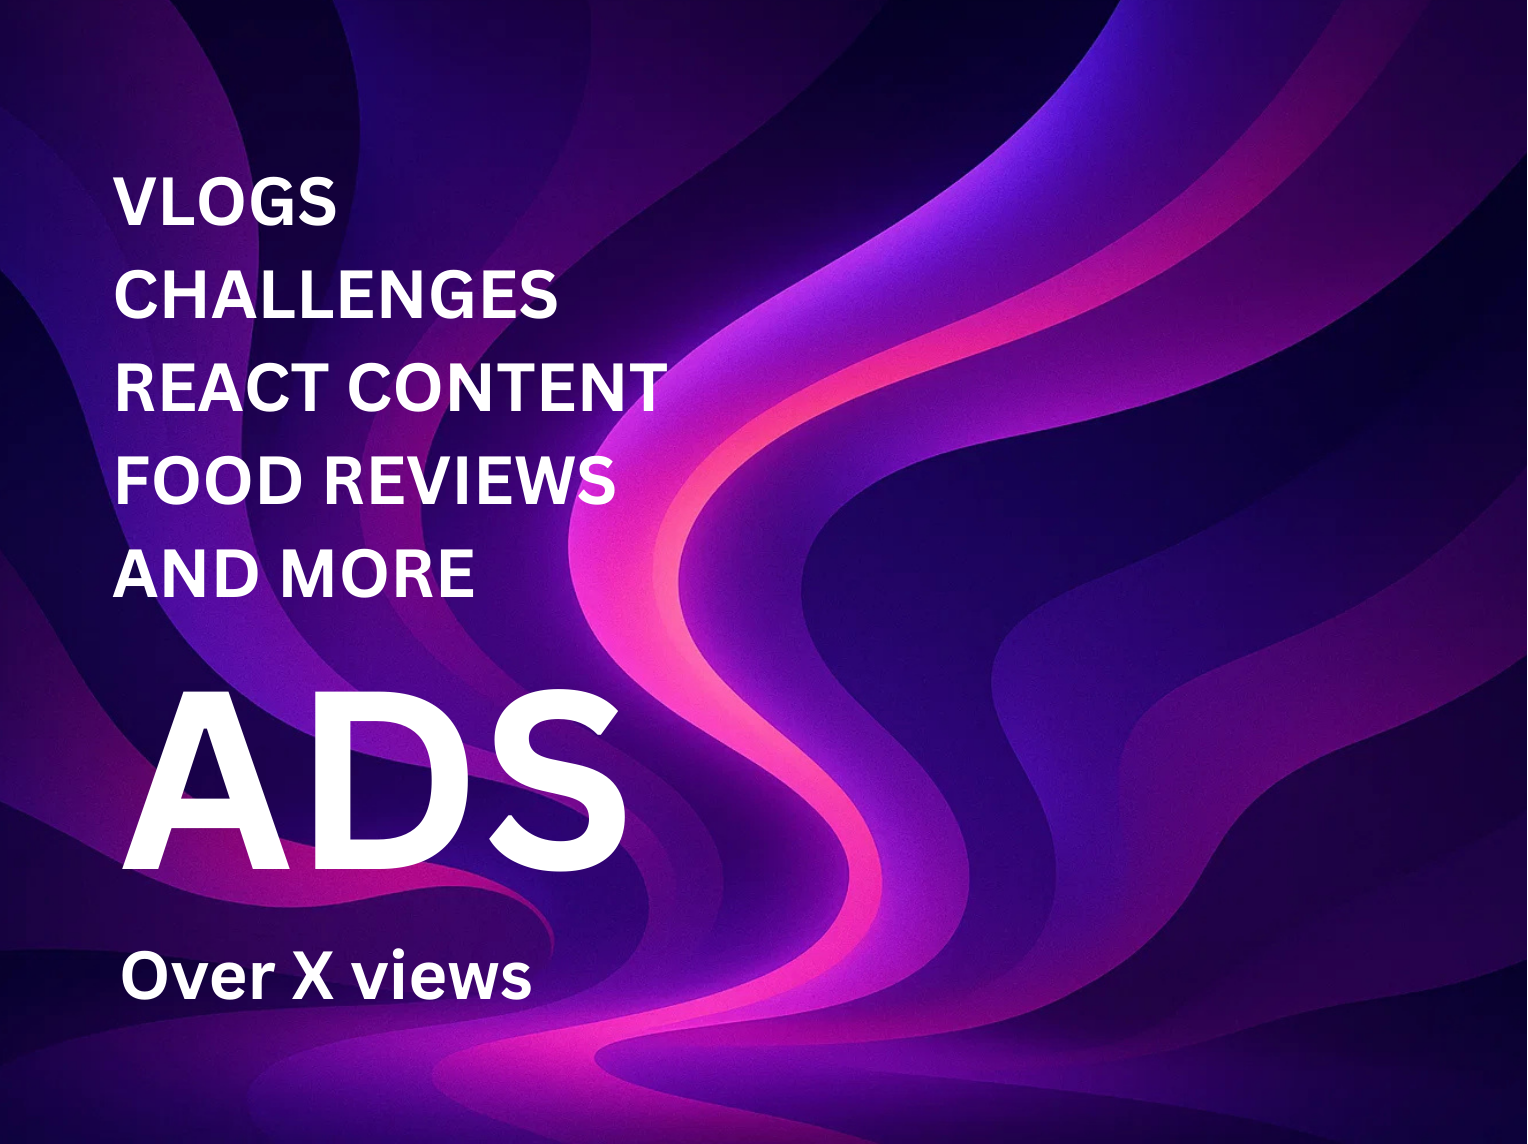 VLOGS
CHALLENGES
REACT CONTENT
FOOD REVIEWS
AND MORE
ADS
Over X views